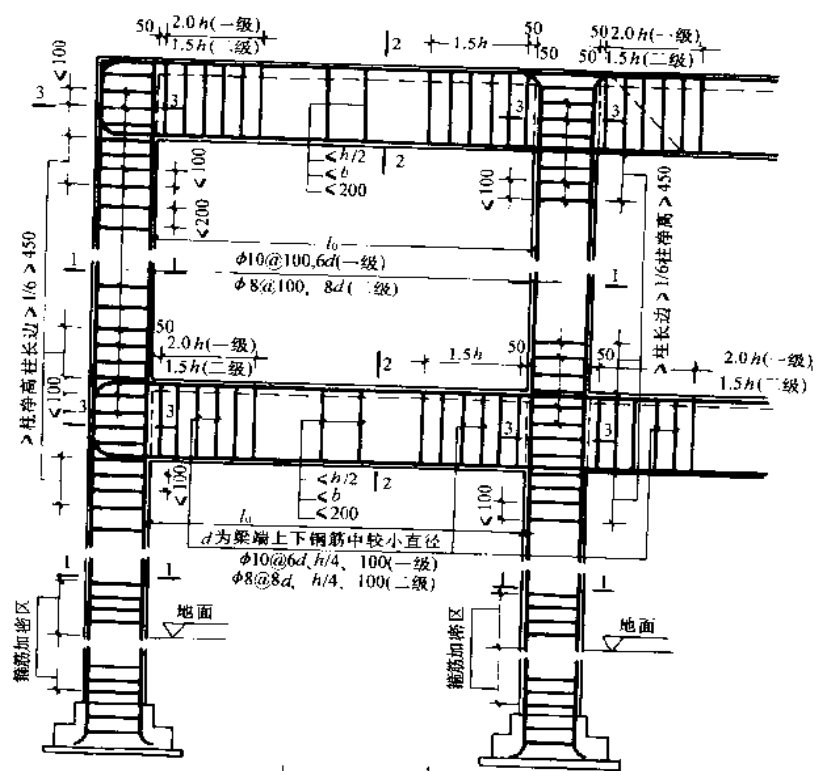 50 2.0h(一级) 50 50 2.0h(一级)
1.5h(二级) 2 1.5h 50 50 1.5h(二级)
≤100
3 3 3 3
2
≤h/2
≤b
≤200
≤100
≤200
≤100
l₀
ϕ10@100,6d(一级)
ϕ8@100、8d(二级)
1 1 1
>柱净高柱长边>1/6>450
>柱长边>1/6柱净高>450
50 2.0h(一级) 2 1.5h 50 50 2.0h(一级)
1.5h(二级) 1.5h(二级)
≤100
3 3 3 3
≤h/2
≤b 2
≤200
≤100
≤100
l₀
d为梁端上下钢筋中较小直径
ϕ10@6d、h/4、100(一级)
ϕ8@8d、h/4、100(二级)
1 1 1 1
地面 地面
箍筋加密区 箍筋加密区